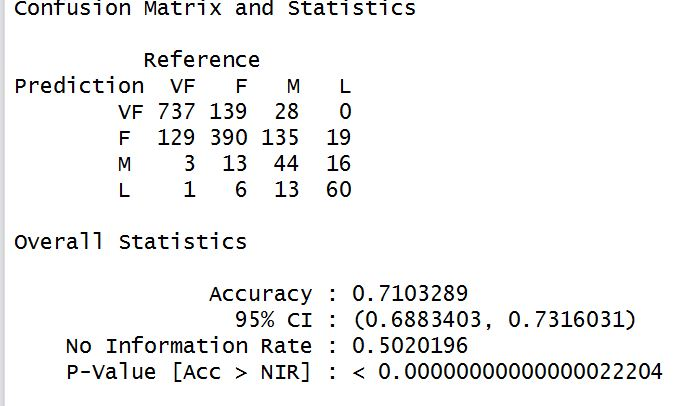 Confusion Matrix and Statistics
Reference
Prediction VF F M L
VF 737 139 28 0
F 129 390 135 19
M 3 13 44 16
L 1 6 13 60
Overall Statistics
Accuracy : 0.7103289
95% CI : (0.6883403, 0.7316031)
No Information Rate : 0.5020196
P-Value [Acc > NIR] : < 0.00000000000000022204